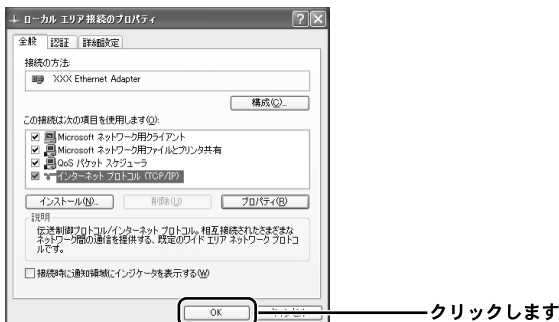 ローカル エリア接続のプロパティ
全般 認証 詳細設定
接続の方法:
XXX Ethernet Adapter
構成(C)...
この接続は次の項目を使用します(O):
Microsoft ネットワーク用クライアント
Microsoft ネットワーク用ファイルとプリンタ共有
QoS パケット スケジューラ
インターネット プロトコル (TCP/IP)
インストール(N)... 削除(U) プロパティ(R)
説明
伝送制御プロトコル/インターネット プロトコル。相互接続されたさまざまな
ネットワーク間の通信を提供する、既定のワイド エリア ネットワーク プロトコ
ルです。
接続時に通知領域にインジケータを表示する(W)
OK キャンセル
クリックします